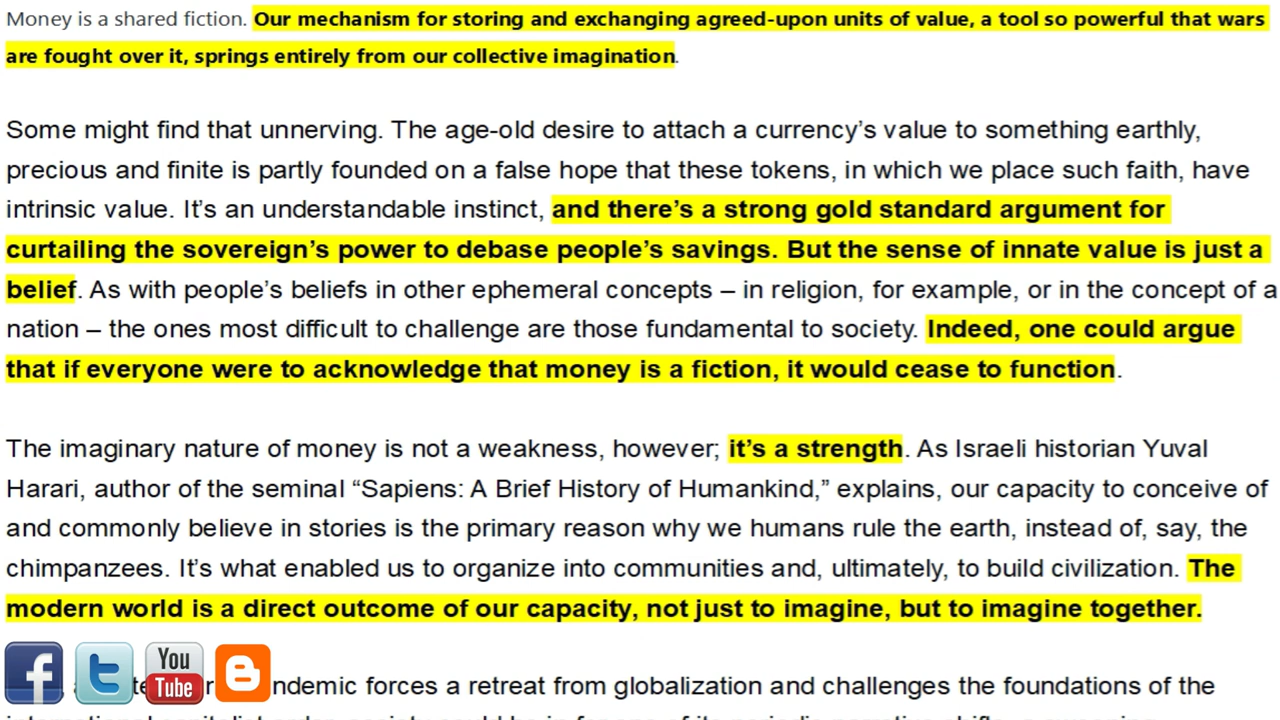 Money is a shared fiction. Our mechanism for storing and exchanging agreed-upon units of value, a tool so powerful that wars
are fought over it, springs entirely from our collective imagination.
Some might find that unnerving. The age-old desire to attach a currency’s value to something earthly,
precious and finite is partly founded on a false hope that these tokens, in which we place such faith, have
intrinsic value. It’s an understandable instinct, and there’s a strong gold standard argument for
curtailing the sovereign’s power to debase people’s savings. But the sense of innate value is just a
belief. As with people’s beliefs in other ephemeral concepts – in religion, for example, or in the concept of a
nation – the ones most difficult to challenge are those fundamental to society. Indeed, one could argue
that if everyone were to acknowledge that money is a fiction, it would cease to function.
The imaginary nature of money is not a weakness, however; it’s a strength. As Israeli historian Yuval
Harari, author of the seminal “Sapiens: A Brief History of Humankind,” explains, our capacity to conceive of
and commonly believe in stories is the primary reason why we humans rule the earth, instead of, say, the
chimpanzees. It’s what enabled us to organize into communities and, ultimately, to build civilization. The
modern world is a direct outcome of our capacity, not just to imagine, but to imagine together.
You
Tube
forces a retreat from globalization and challenges the foundations of the